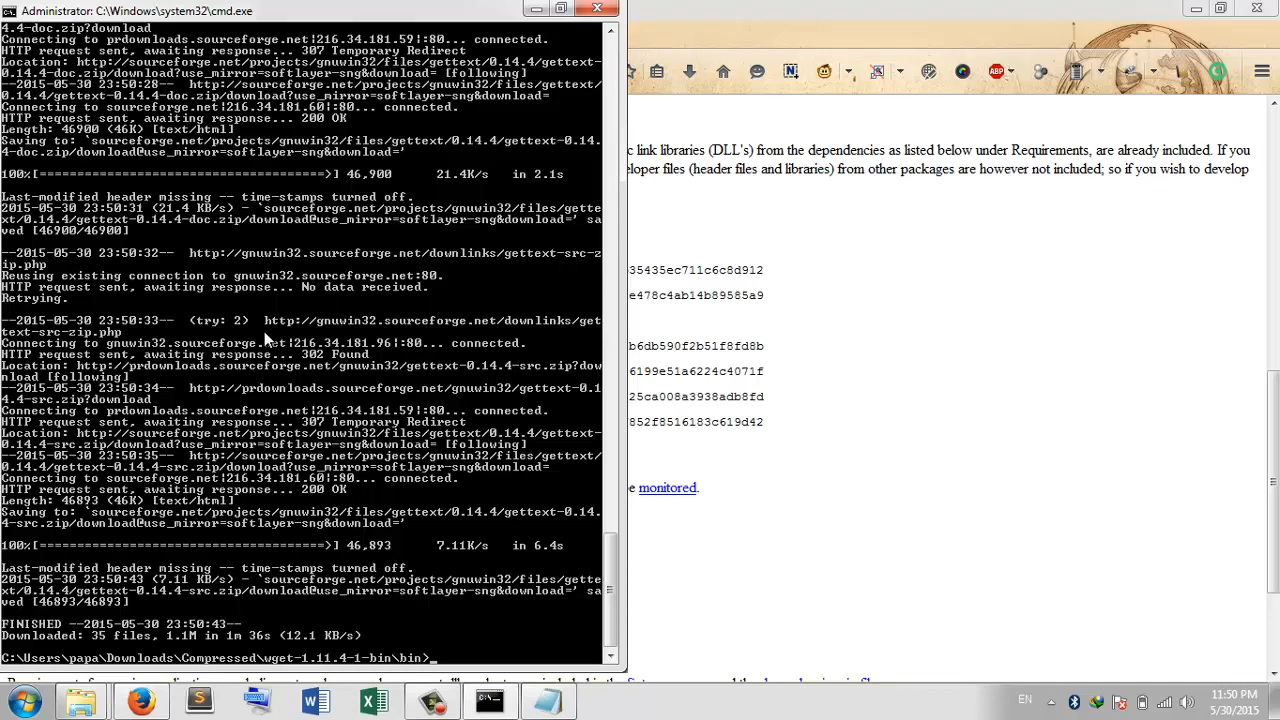 Administrator: C:\Windows\system32\cmd.exe
4.4-doc.zip?download
Connecting to prdownloads.sourceforge.net|216.34.181.59|:80... connected.
HTTP request sent, awaiting response... 307 Temporary Redirect
Location: http://sourceforge.net/projects/gnuwin32/files/gettext/0.14.4/gettext-
0.14.4-doc.zip/download?use_mirror=softlayer-sng&download= [following]
--2015-05-30 23:50:28--  http://sourceforge.net/projects/gnuwin32/files/gettext/
0.14.4/gettext-0.14.4-doc.zip/download?use_mirror=softlayer-sng&download=
Connecting to sourceforge.net|216.34.181.60|:80... connected.
HTTP request sent, awaiting response... 200 OK
Length: 46900 (46K) [text/html]
Saving to: `sourceforge.net/projects/gnuwin32/files/gettext/0.14.4/gettext-0.14.
4-doc.zip/download@use_mirror=softlayer-sng&download='
100%[====================================>] 46,900      21.4K/s   in 2.1s
Last-modified header missing -- time-stamps turned off.
2015-05-30 23:50:31 (21.4 KB/s) - `sourceforge.net/projects/gnuwin32/files/gette
xt/0.14.4/gettext-0.14.4-doc.zip/download@use_mirror=softlayer-sng&download=' sa
ved [46900/46900]
--2015-05-30 23:50:32--  http://gnuwin32.sourceforge.net/downlinks/gettext-src-z
ip.php
Reusing existing connection to gnuwin32.sourceforge.net:80.
HTTP request sent, awaiting response... No data received.
Retrying.
--2015-05-30 23:50:33--  (try: 2)  http://gnuwin32.sourceforge.net/downlinks/get
text-src-zip.php
Connecting to gnuwin32.sourceforge.net|216.34.181.96|:80... connected.
HTTP request sent, awaiting response... 302 Found
Location: http://prdownloads.sourceforge.net/gnuwin32/gettext-0.14.4-src.zip?dow
nload [following]
--2015-05-30 23:50:34--  http://prdownloads.sourceforge.net/gnuwin32/gettext-0.1
4.4-src.zip?download
Connecting to prdownloads.sourceforge.net|216.34.181.59|:80... connected.
HTTP request sent, awaiting response... 307 Temporary Redirect
Location: http://sourceforge.net/projects/gnuwin32/files/gettext/0.14.4/gettext-
0.14.4-src.zip/download?use_mirror=softlayer-sng&download= [following]
--2015-05-30 23:50:35--  http://sourceforge.net/projects/gnuwin32/files/gettext/
0.14.4/gettext-0.14.4-src.zip/download?use_mirror=softlayer-sng&download=
Connecting to sourceforge.net|216.34.181.60|:80... connected.
HTTP request sent, awaiting response... 200 OK
Length: 46893 (46K) [text/html]
Saving to: `sourceforge.net/projects/gnuwin32/files/gettext/0.14.4/gettext-0.14.
4-src.zip/download@use_mirror=softlayer-sng&download='
100%[====================================>] 46,893      7.11K/s   in 6.4s
Last-modified header missing -- time-stamps turned off.
2015-05-30 23:50:43 (7.11 KB/s) - `sourceforge.net/projects/gnuwin32/files/gette
xt/0.14.4/gettext-0.14.4-src.zip/download@use_mirror=softlayer-sng&download=' sa
ved [46893/46893]
FINISHED --2015-05-30 23:50:43--
Downloaded: 35 files, 1.1M in 1m 36s (12.1 KB/s)
C:\Users\papa\Downloads\Compressed\wget-1.11.4-1-bin\bin>_
ABP
c link libraries (DLL's) from the dependencies as listed below under Requirements, are already included. If you
eloper files (header files and libraries) from other packages are however not included; so if you wish to develop
35435ec711c6c8d912
e478c4ab14b89585a9
b6db590f2b51f8fd8b
6199e51a6224c4071f
25ca008a3938adb8fd
852f8516183c619d42
e monitored.
EN
11:50 PM
5/30/2015